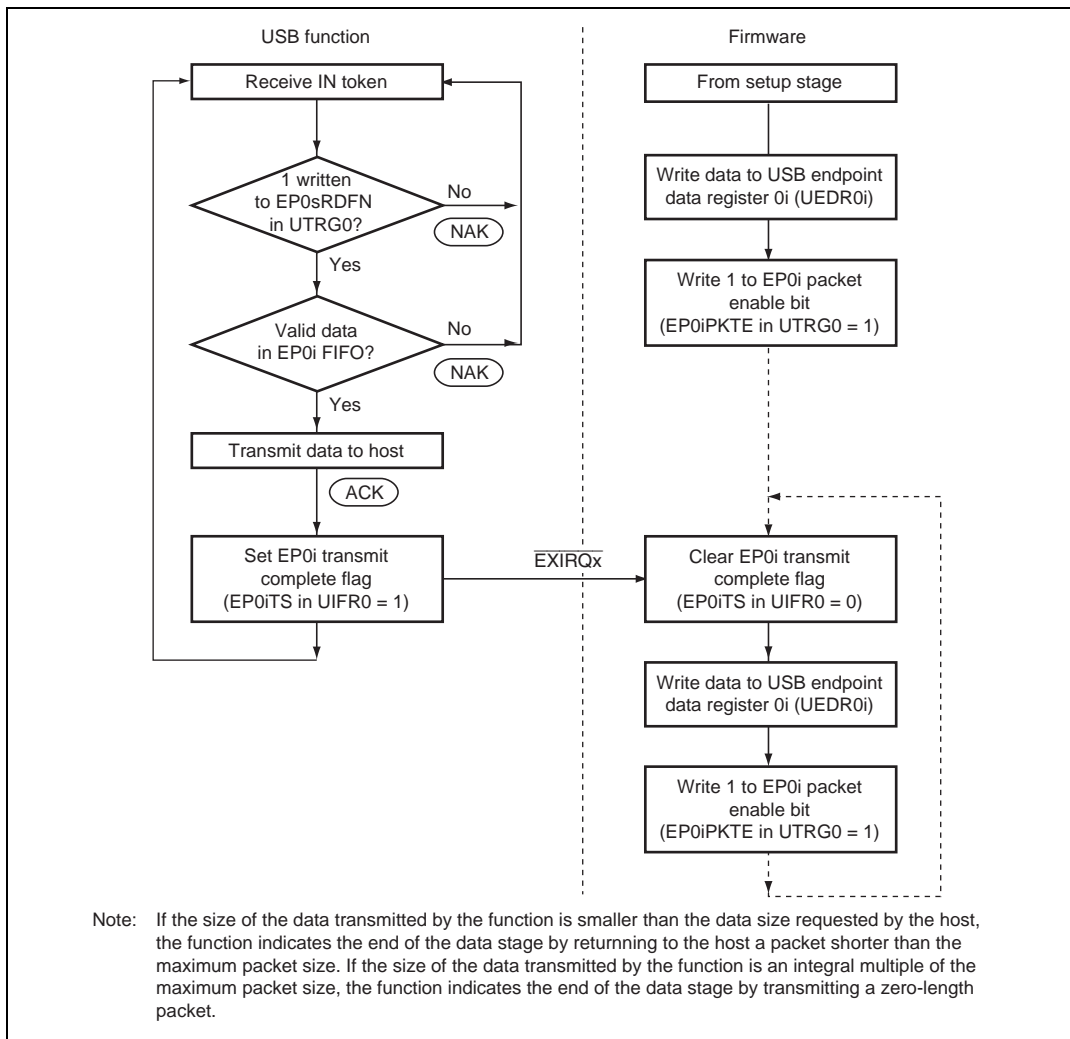 USB function
Receive IN token
1 written
to EP0sRDFN
in UTRG0?
No
NAK
Yes
Valid data
in EP0i FIFO?
No
NAK
Yes
Transmit data to host
ACK
Set EP0i transmit
complete flag
(EP0iTS in UIFR0 = 1)
EXIRQx
Firmware
From setup stage
Write data to USB endpoint
data register 0i (UEDR0i)
Write 1 to EP0i packet
enable bit
(EP0iPKTE in UTRG0 = 1)
Clear EP0i transmit
complete flag
(EP0iTS in UIFR0 = 0)
Write data to USB endpoint
data register 0i (UEDR0i)
Write 1 to EP0i packet
enable bit
(EP0iPKTE in UTRG0 = 1)
Note: If the size of the data transmitted by the function is smaller than the data size requested by the host,
the function indicates the end of the data stage by returnning to the host a packet shorter than the
maximum packet size. If the size of the data transmitted by the function is an integral multiple of the
maximum packet size, the function indicates the end of the data stage by transmitting a zero-length
packet.